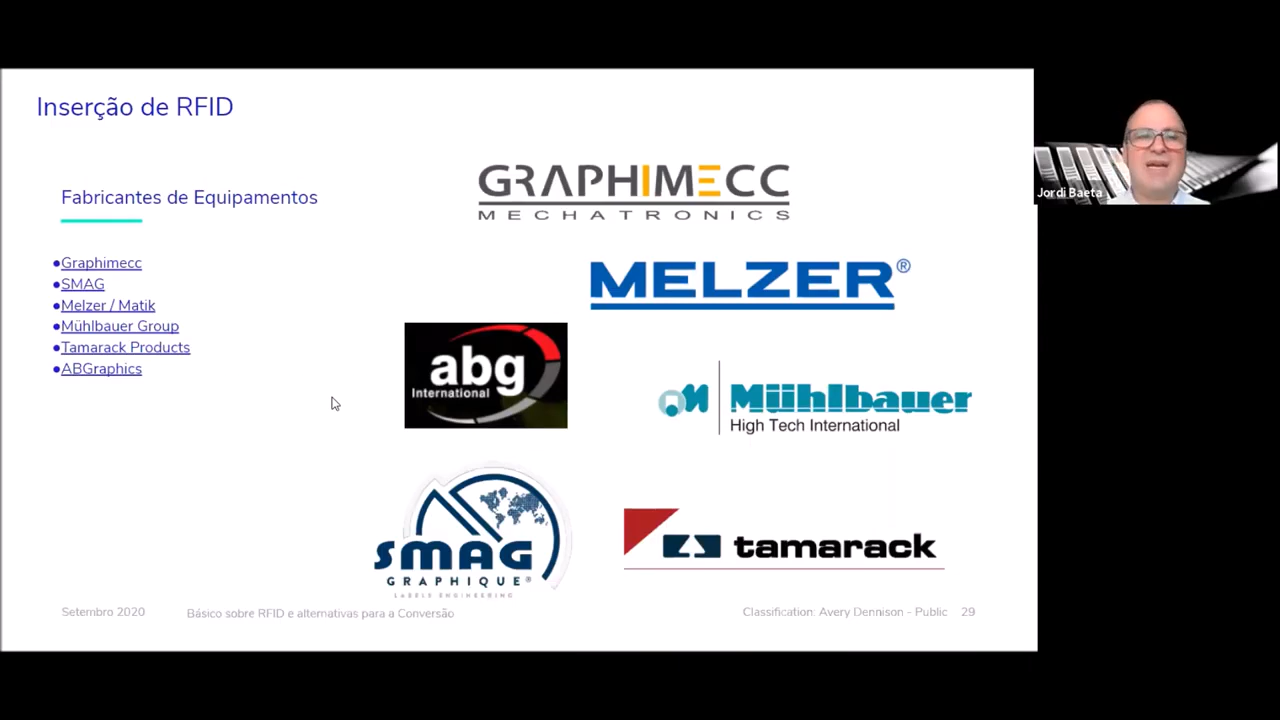 Inserção de RFID
Fabricantes de Equipamentos
●Graphimecc
●SMAG
●Melzer / Matik
●Mühlbauer Group
●Tamarack Products
●ABGraphics
GRAPHIMECC
MECHATRONICS
MELZER®
abg
International
Mühlbauer
High Tech International
SMAG
GRAPHIQUE®
LABELS ENGINEERING
tamarack
Setembro 2020
Básico sobre RFID e alternativas para a Conversão
Classification: Avery Dennison - Public
29
Jordi Baeta